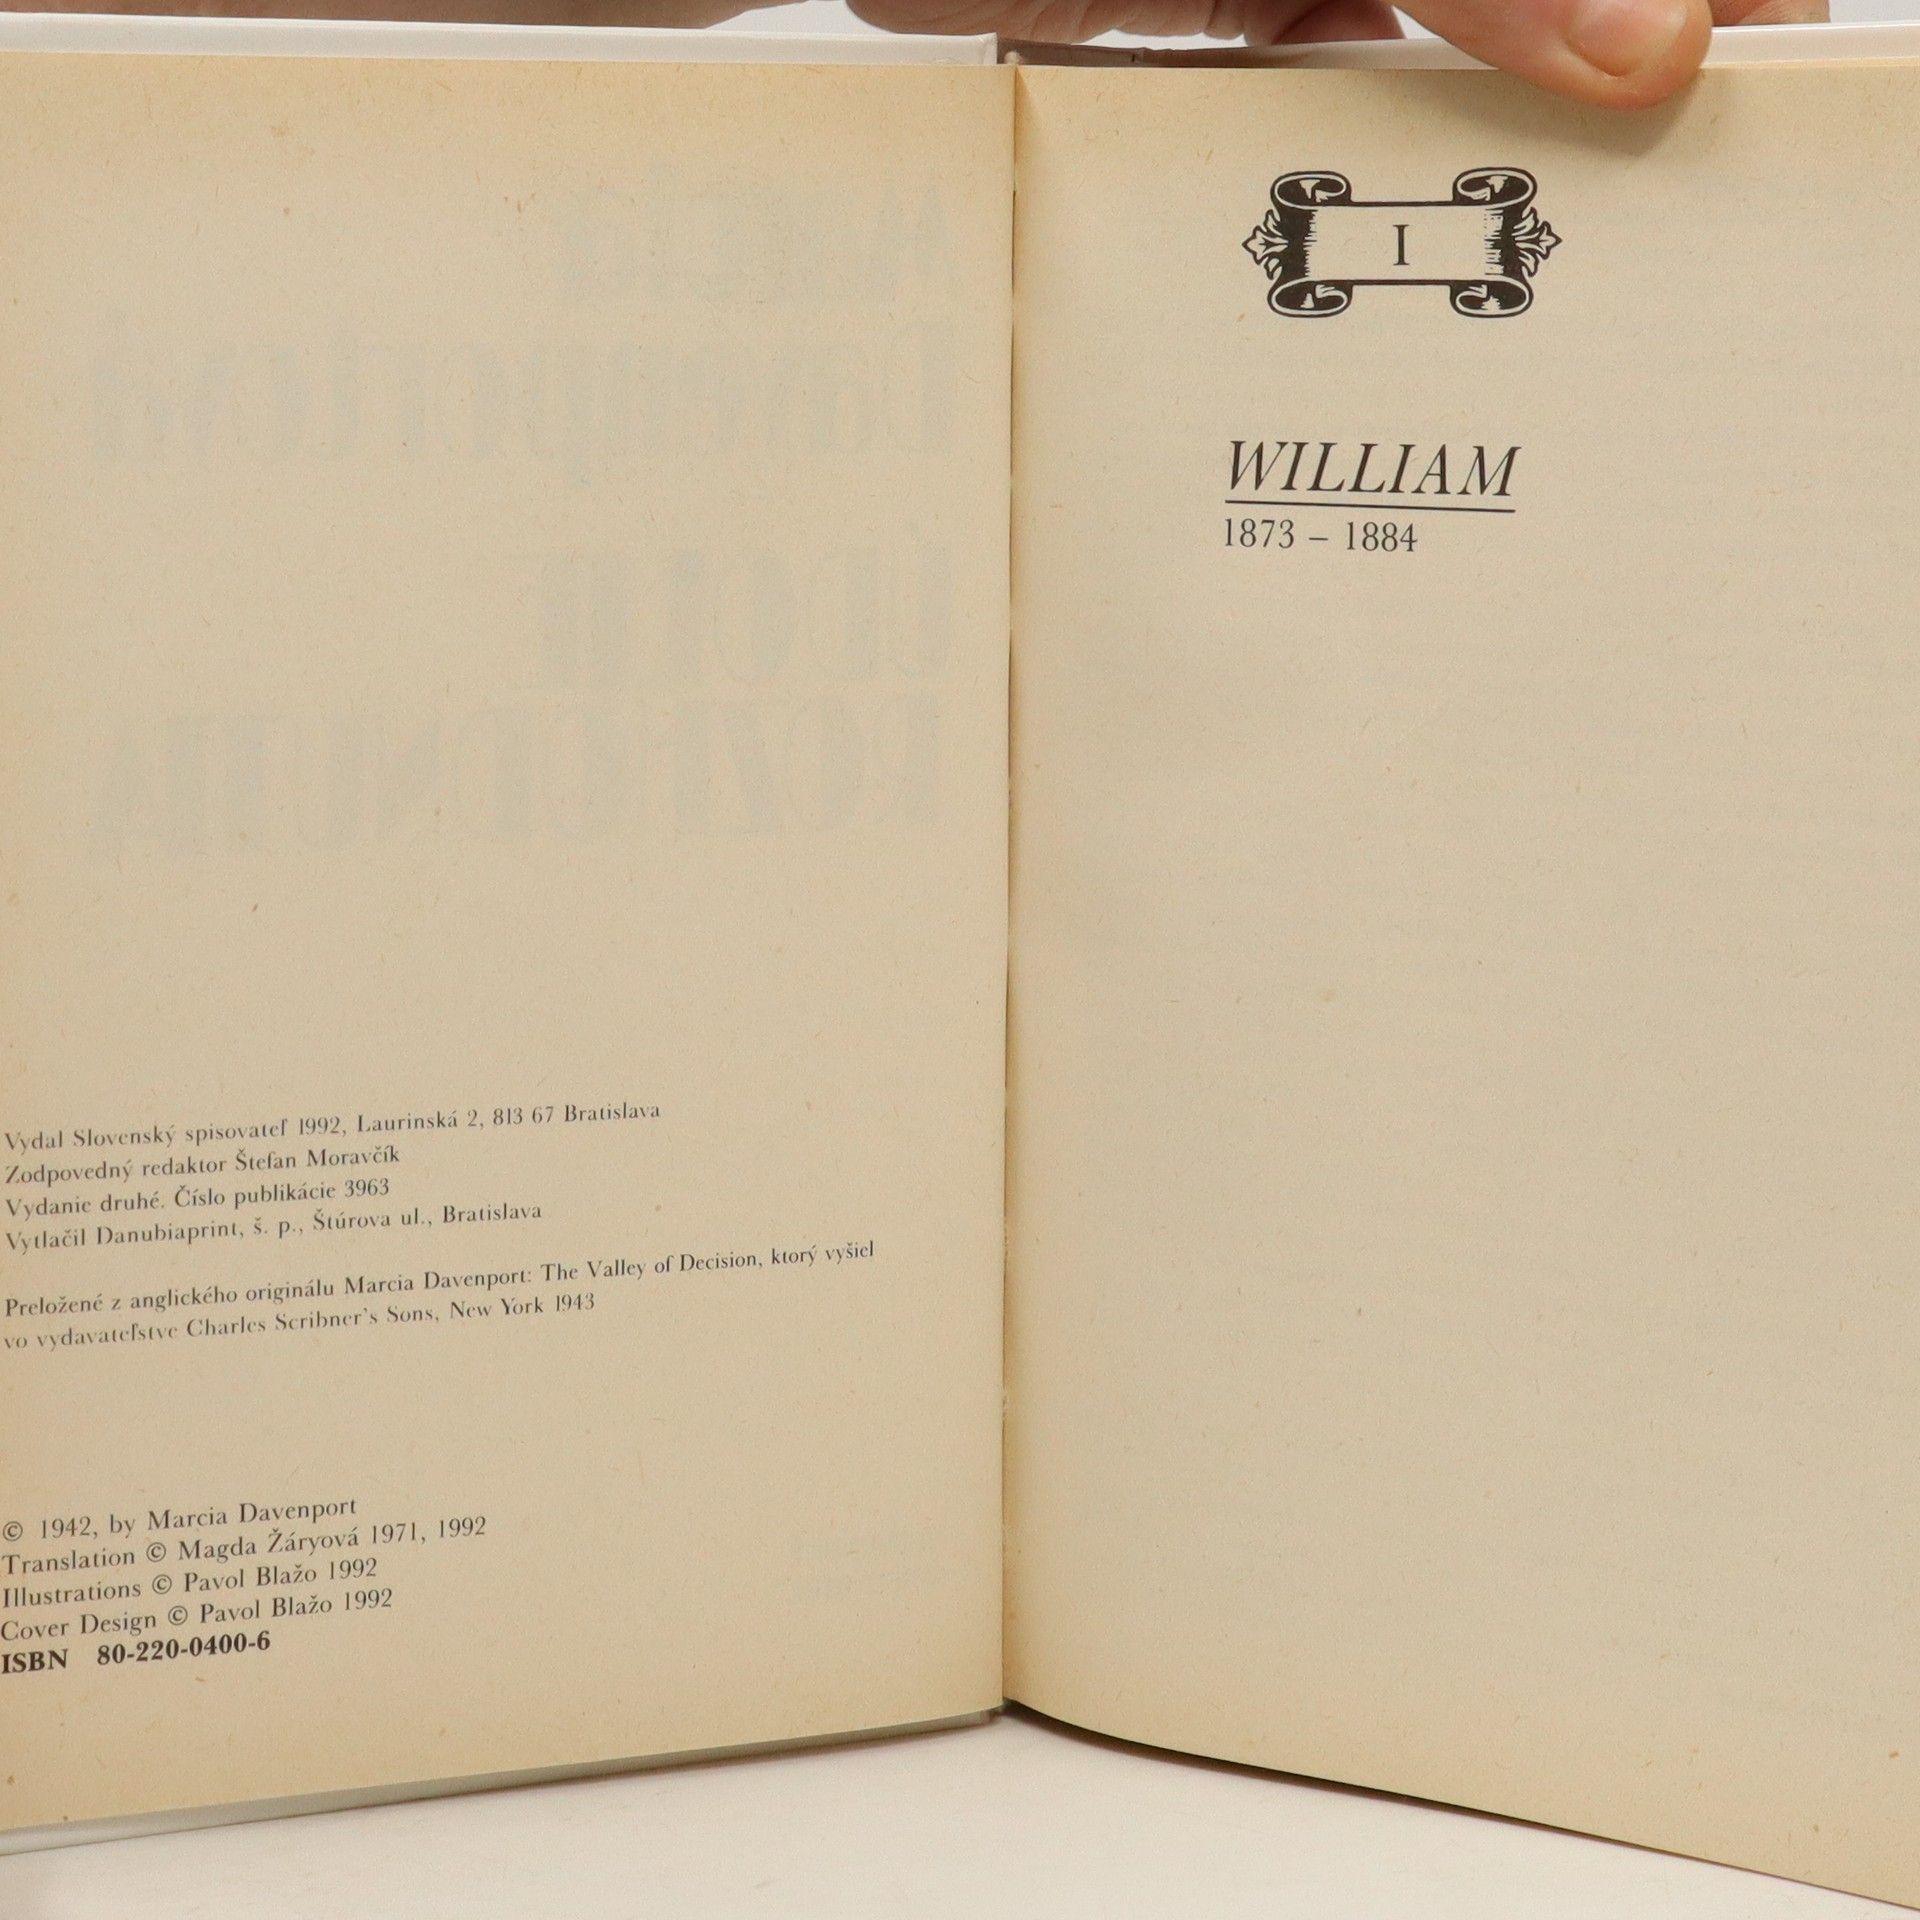 Vydal Slovenský spisovateľ 1992, Laurinská 2, 813 67 Bratislava
Zodpovedný redaktor Štefan Moravčík
Vydanie druhé. Číslo publikácie 3963
Vytlačil Danubiaprint, š. p., Štúrova ul., Bratislava
Preložené z anglického originálu Marcia Davenport: The Valley of Decision, ktorý vyšiel
vo vydavateľstve Charles Scribner's Sons, New York 1943
© 1942, by Marcia Davenport
Translation © Magda Žáryová 1971, 1992
Illustrations © Pavol Blažo 1992
Cover Design © Pavol Blažo 1992
ISBN 80-220-0400-6
I
WILLIAM
1873 – 1884